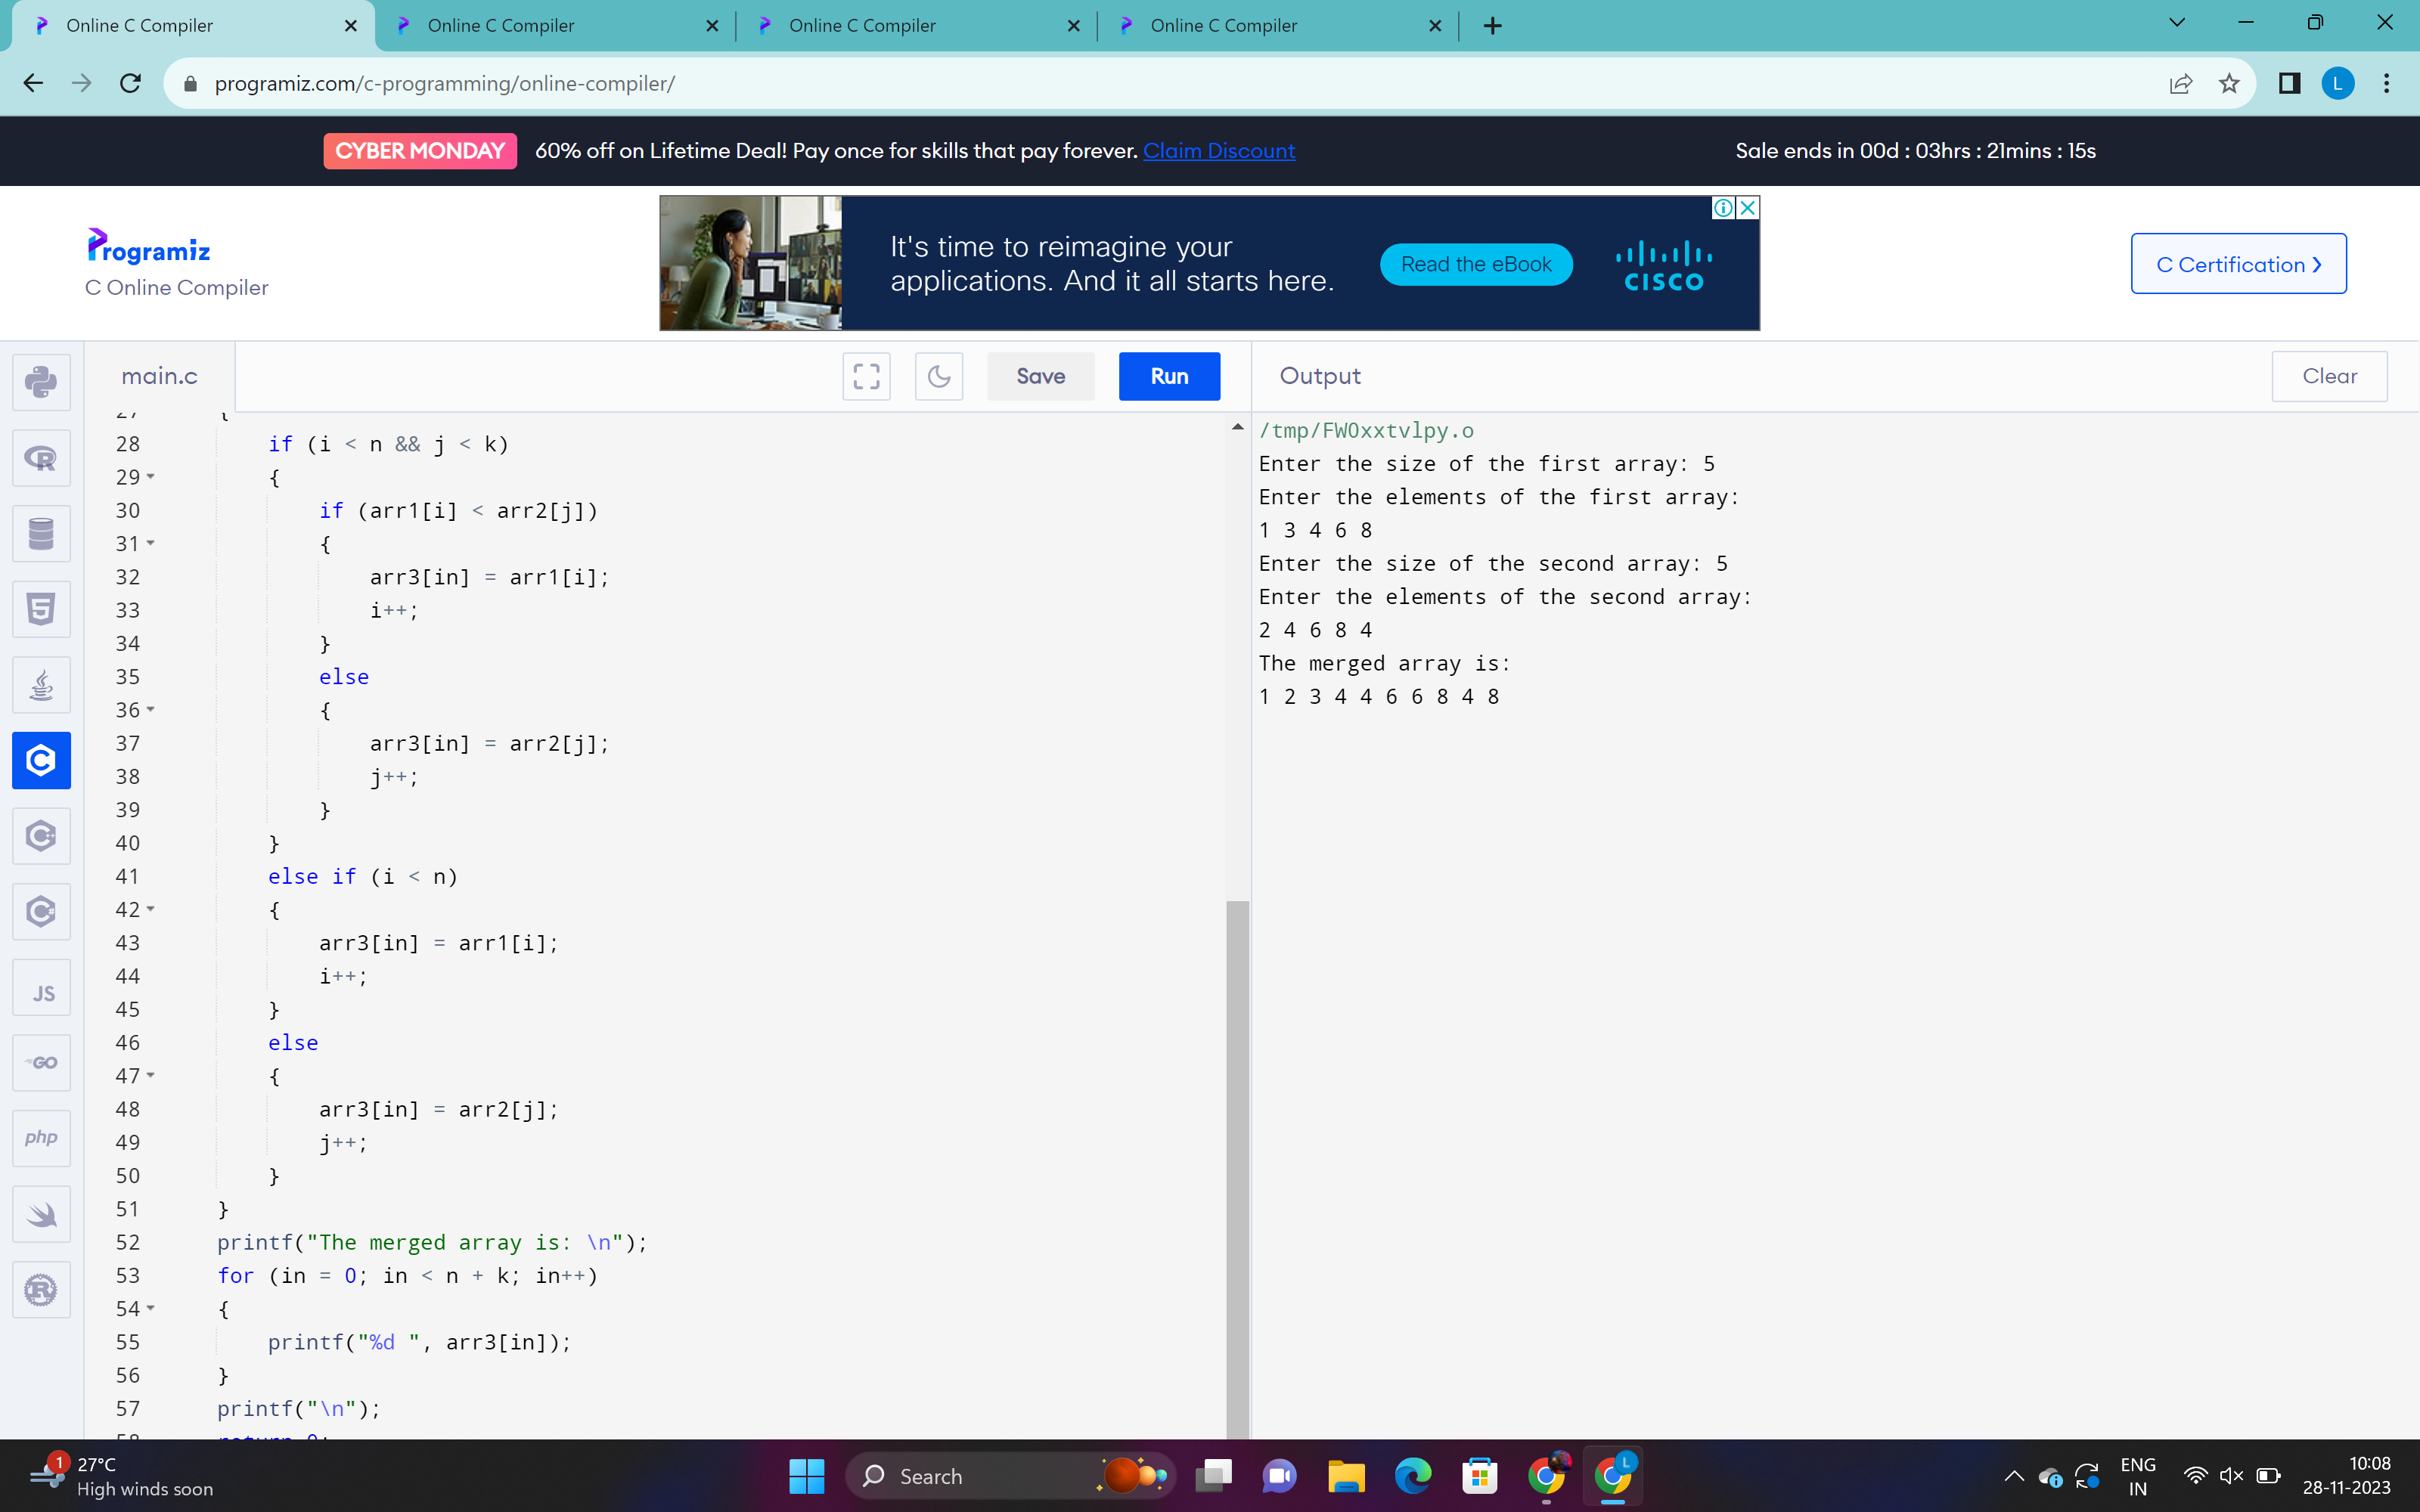 Online C Compiler
Online C Compiler
Online C Compiler
Online C Compiler
programiz.com/c-programming/online-compiler/
L
CYBER MONDAY 60% off on Lifetime Deal! Pay once for skills that pay forever. Claim Discount
Sale ends in 00d : 03hrs : 21mins : 15s
Programiz
C Online Compiler
It's time to reimagine your
applications. And it all starts here.
Read the eBook
CISCO
C Certification
main.c
Save
Run
Output
Clear
27 {
28 if (i < n && j < k)
29 {
30 if (arr1[i] < arr2[j])
31 {
32 arr3[in] = arr1[i];
33 i++;
34 }
35 else
36 {
37 arr3[in] = arr2[j];
38 j++;
39 }
40 }
41 else if (i < n)
42 {
43 arr3[in] = arr1[i];
44 i++;
45 }
46 else
47 {
48 arr3[in] = arr2[j];
49 j++;
50 }
51 }
52 printf("The merged array is: \n");
53 for (in = 0; in < n + k; in++)
54 {
55 printf("%d ", arr3[in]);
56 }
57 printf("\n");
58 return 0;
/tmp/FWOxxtvlpy.o
Enter the size of the first array: 5
Enter the elements of the first array:
1 3 4 6 8
Enter the size of the second array: 5
Enter the elements of the second array:
2 4 6 8 4
The merged array is:
1 2 3 4 4 6 6 8 4 8
JS
GO
php
1
27°C
High winds soon
Search
L
ENG
IN
10:08
28-11-2023